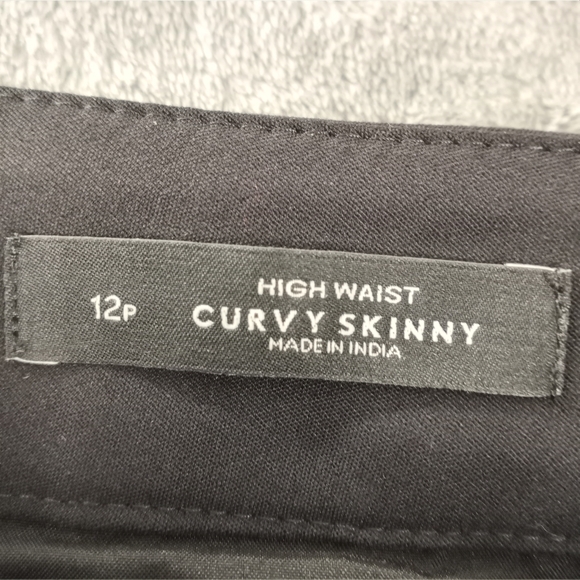 12P
HIGH WAIST
CURVY SKINNY
MADE IN INDIA